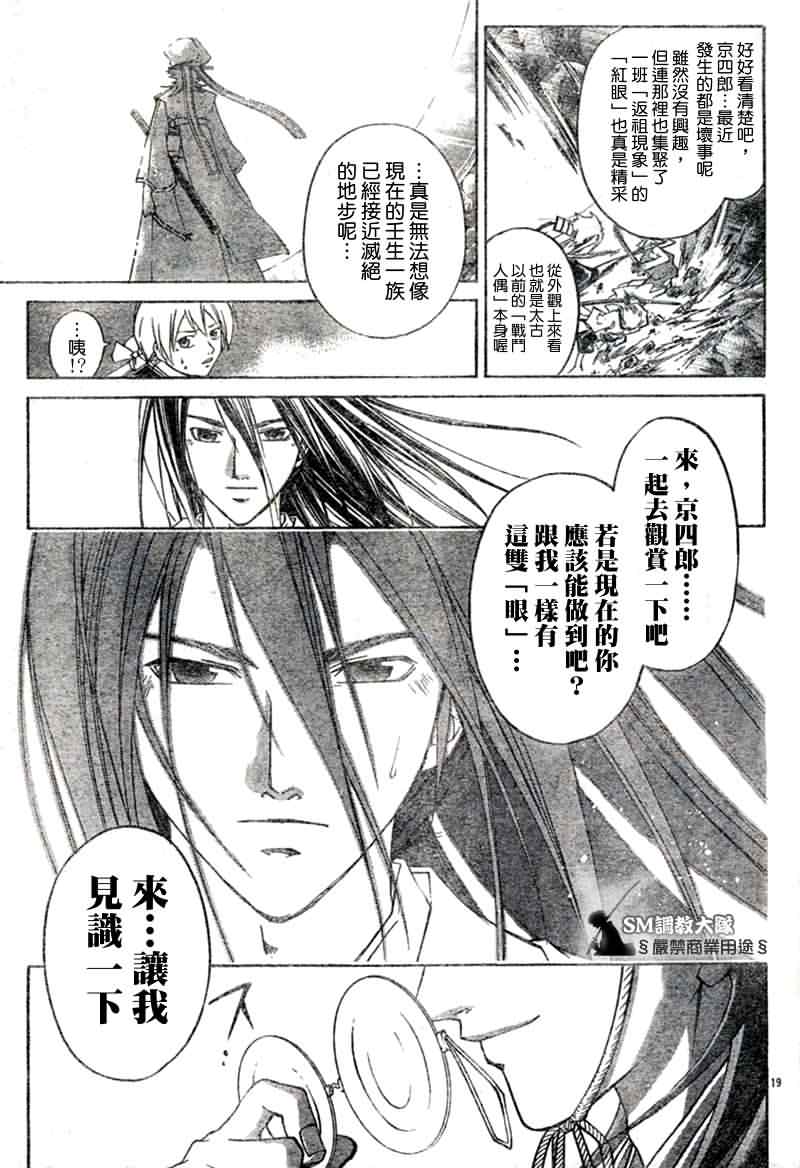 好好看清楚吧，
京四郎…最近
發生的都是壞事呢
雖然沒有興趣，
但連那裡也集聚了
一班「返祖現象」的
「紅眼」也真是精采
從外觀上來看
也就是太古
以前的「戰鬥
人偶」本身喔
…真是無法想像
現在的壬生一族
已經接近滅絕
的地步呢…
…咦!?
來，京四郎……
一起去觀賞一下吧
若是現在的你
應該能做到吧？
跟我一樣有
這雙「眼」…
來…讓我
見識一下
SM調教大隊
§嚴禁商業用途§
19